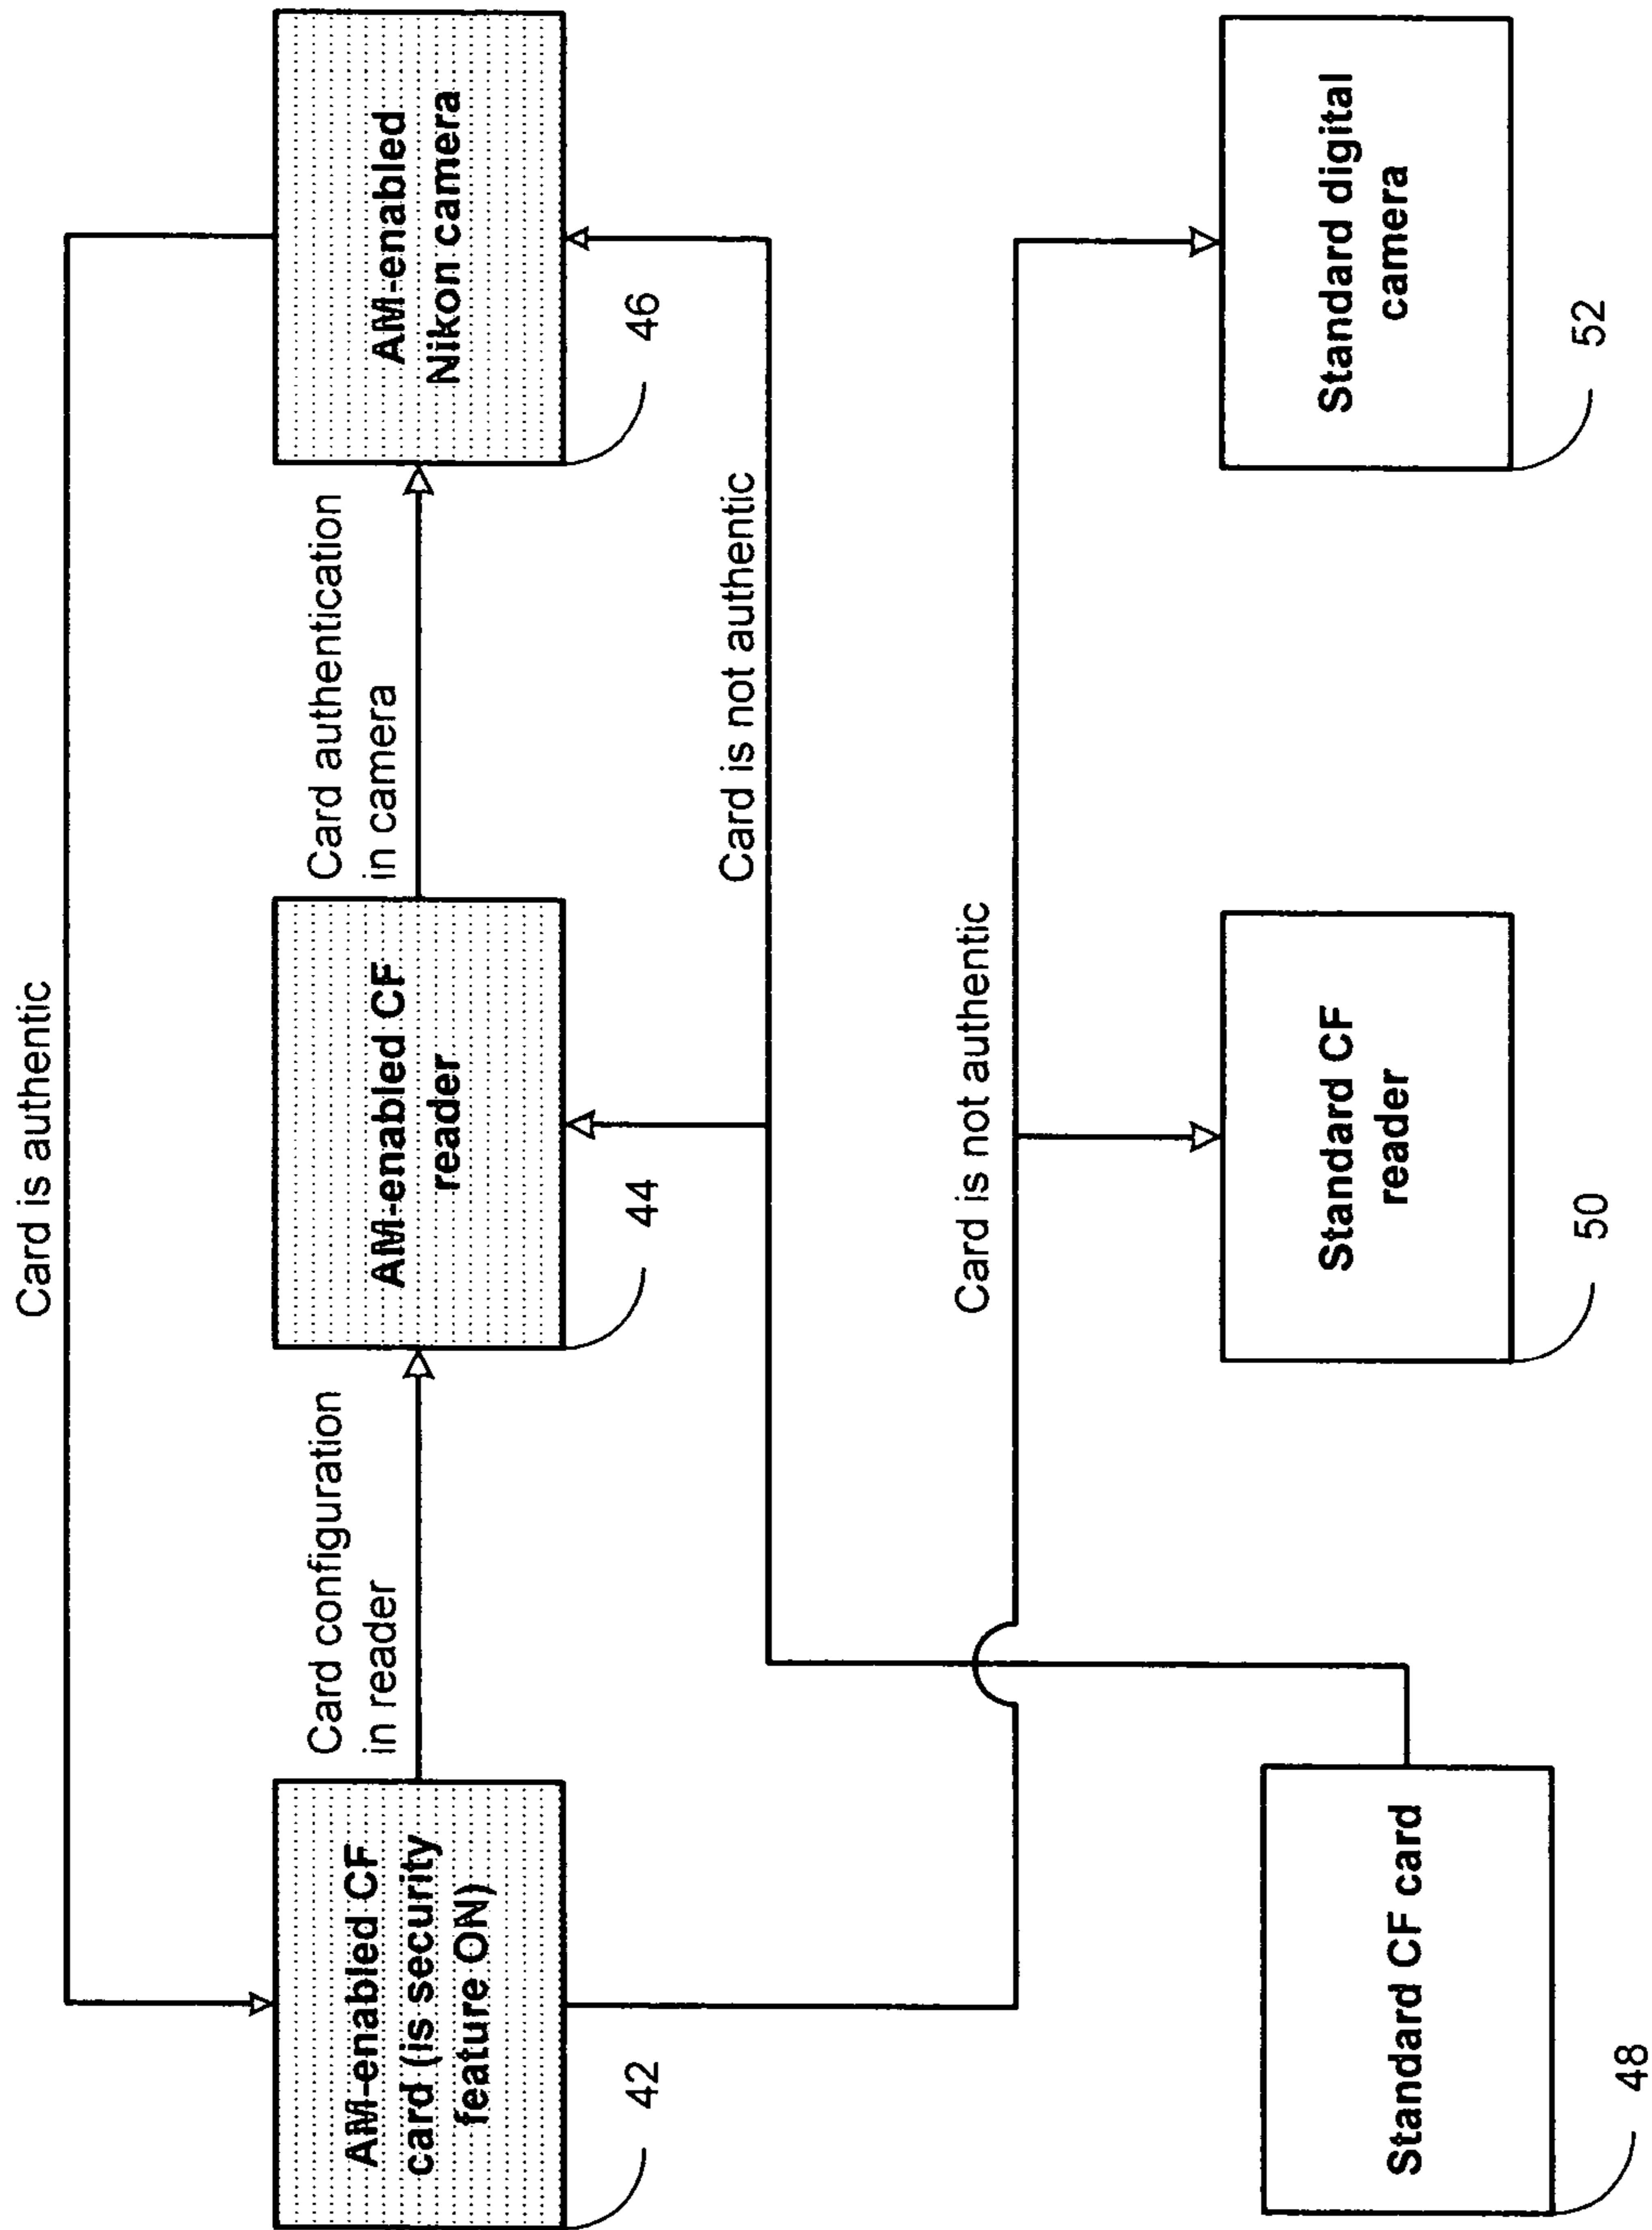 Card is authentic
AM-enabled CF
card (is security
feature ON)
42
Card configuration
in reader
AM-enabled CF
reader
44
Card authentication
in camera
AM-enabled
Nikon camera
46
Card is not authentic
Card is not authentic
Standard CF card
48
Standard CF
reader
50
Standard digital
camera
52